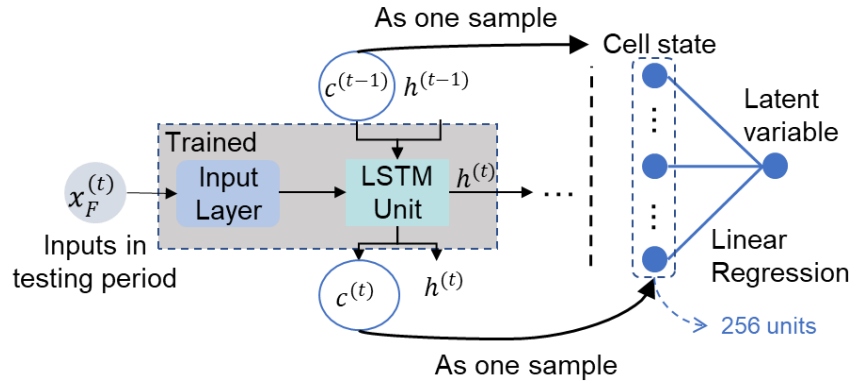 As one sample
Cell state
c^{(t-1)} h^{(t-1)}
Latent
variable
Trained
Input
Layer
LSTM
Unit
h^{(t)}
...
x_F^{(t)}
Inputs in
testing period
c^{(t)}
h^{(t)}
Linear
Regression
256 units
As one sample